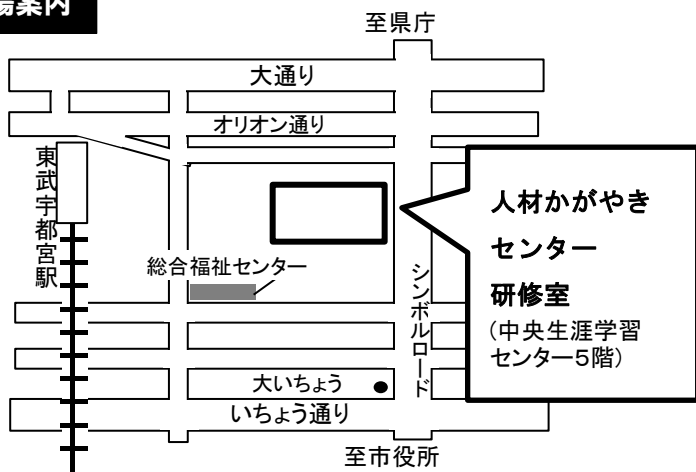 場案内
至県庁
大通り
オリオン通り
東武宇都宮駅
人材かがやき
センター
研修室
(中央生涯学習
センター5階)
総合福祉センター
シンボルロード
大いちょう
いちょう通り
至市役所